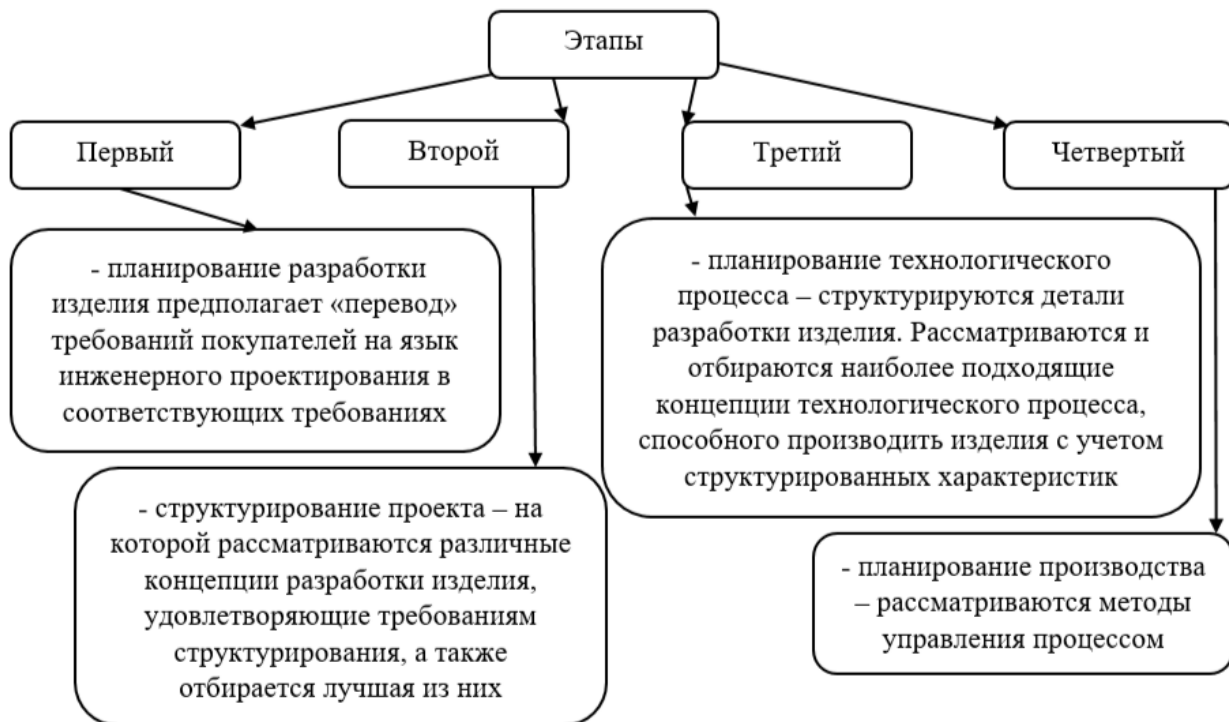 Этапы
Первый
Второй
Третий
Четвертый
- планирование разработки
изделия предполагает «перевод»
требований покупателей на язык
инженерного проектирования в
соответствующих требованиях
- структурирование проекта – на
которой рассматриваются различные
концепции разработки изделия,
удовлетворяющие требованиям
структурирования, а также
отбирается лучшая из них
- планирование технологического
процесса – структурируются детали
разработки изделия. Рассматриваются и
отбираются наиболее подходящие
концепции технологического процесса,
способного производить изделия с учетом
структурированных характеристик
- планирование производства
– рассматриваются методы
управления процессом